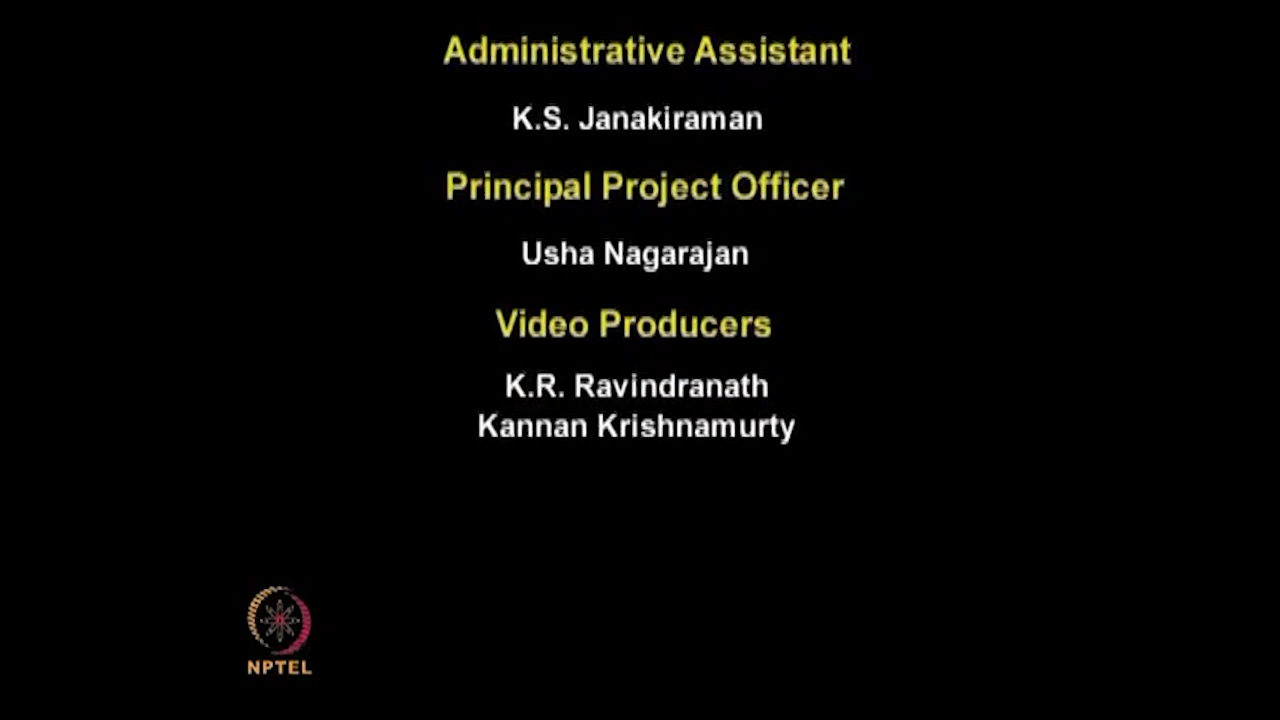 Administrative Assistant
K.S. Janakiraman
Principal Project Officer
Usha Nagarajan
Video Producers
K.R. Ravindranath
Kannan Krishnamurty
NPTEL